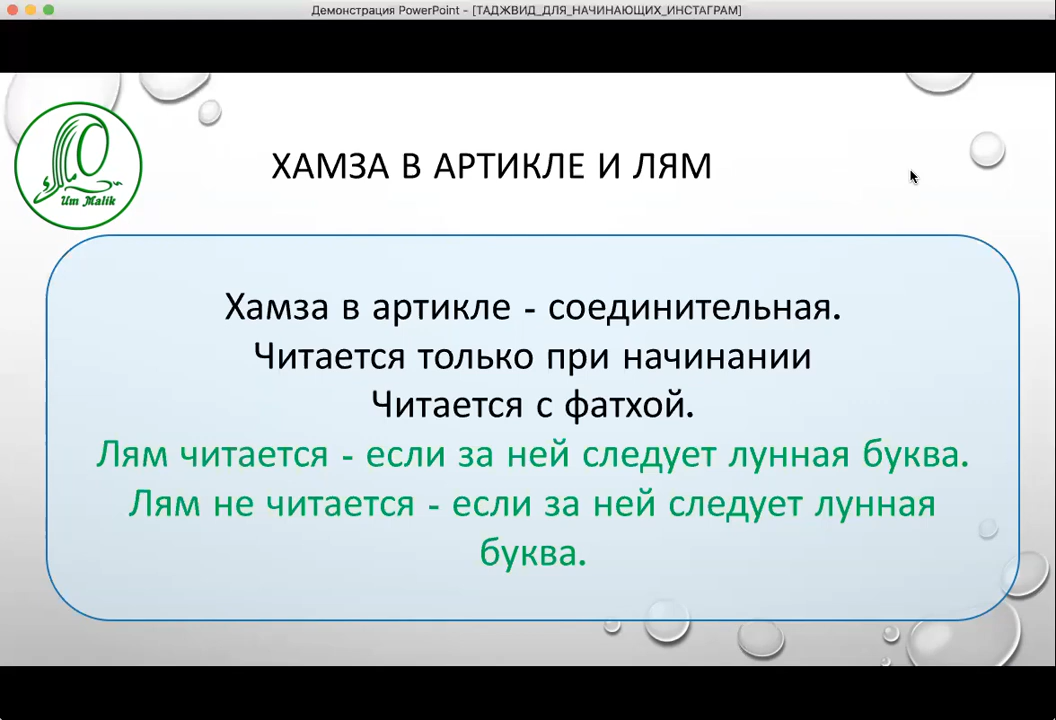 Демонстрация PowerPoint - [ТАДЖВИД_ДЛЯ_НАЧИНАЮЩИХ_ИНСТАГРАМ]
Um Malik
ХАМЗА В АРТИКЛЕ И ЛЯМ
Хамза в артикле - соединительная.
Читается только при начинании
Читается с фатхой.
Лям читается - если за ней следует лунная буква.
Лям не читается - если за ней следует лунная
буква.